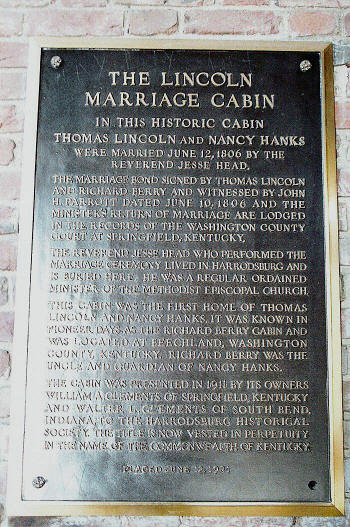 THE LINCOLN
MARRIAGE CABIN
IN THIS HISTORIC CABIN
THOMAS LINCOLN AND NANCY HANKS
WERE MARRIED JUNE 12, 1806 BY THE
REVEREND JESSE HEAD.
THE MARRIAGE BOND SIGNED BY THOMAS LINCOLN
AND RICHARD BERRY AND WITNESSED BY JOHN
H. PARROTT DATED JUNE 10, 1806 AND THE
MINISTER'S RETURN OF MARRIAGE ARE LODGED
IN THE RECORDS OF THE WASHINGTON COUNTY
COURT AT SPRINGFIELD, KENTUCKY.
THE REVEREND JESSE HEAD WHO PERFORMED THE
MARRIAGE CEREMONY LIVED IN HARRODSBURG AND
IS BURIED HERE. HE WAS A REGULAR ORDAINED
MINISTER OF THE METHODIST EPISCOPAL CHURCH.
THIS CABIN WAS THE FIRST HOME OF THOMAS
LINCOLN AND NANCY HANKS. IT WAS KNOWN IN
PIONEER DAYS AS THE RICHARD BERRY CABIN AND
WAS LOCATED AT BEECHLAND, WASHINGTON
COUNTY, KENTUCKY. RICHARD BERRY WAS THE
UNCLE AND GUARDIAN OF NANCY HANKS.
THE CABIN WAS PRESENTED IN 1911 BY ITS OWNERS
WILLIAM A. CLEMENTS OF SPRINGFIELD, KENTUCKY
AND WALTER L. CLEMENTS OF SOUTH BEND,
INDIANA, TO THE HARRODSBURG HISTORICAL
SOCIETY. THE TITLE IS NOW VESTED IN PERPETUITY
IN THE NAME OF THE COMMONWEALTH OF KENTUCKY.
PLACED JUNE 12, 1931